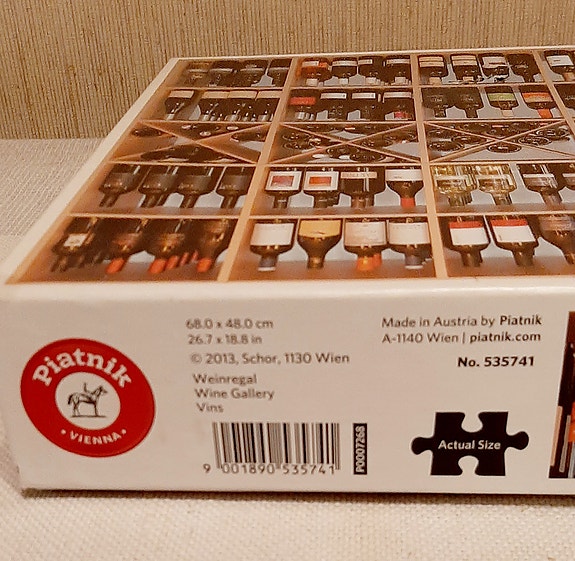 68.0 x 48.0 cm
26.7 x 18.8 in
© 2013, Schor, 1130 Wien
Weinregal
Wine Gallery
Vins
9 001890 535741
P0007268
Piatnik
• VIENNA •
Made in Austria by Piatnik
A-1140 Wien | piatnik.com
No. 535741
Actual Size